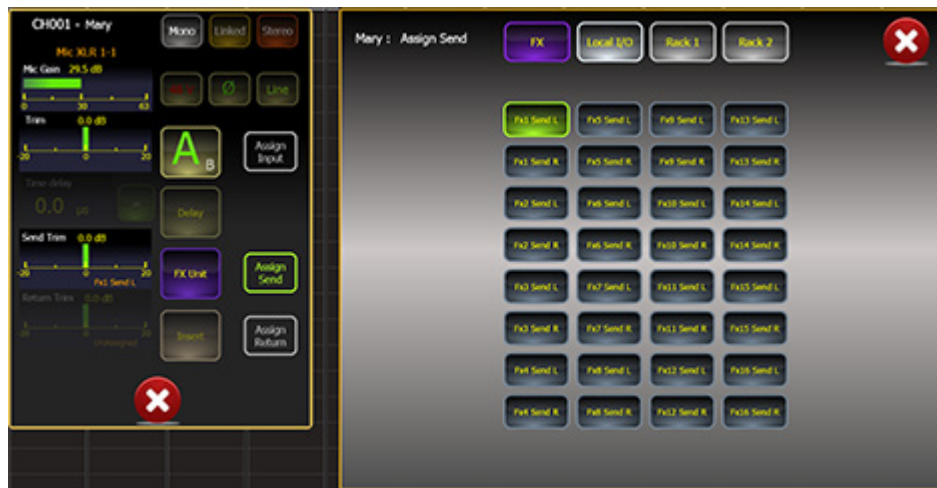 CH001 - Mary
Mono
Linked
Stereo
Mic XLR 1-1
Mic Gain 29.5 dB
0 30 63
Ø
Line
Trim 0.0 dB
-20 0 20
A B
Assign
Input
Time delay
0.0 µs
Delay
Send Trim 0.0 dB
-20 0 20
Fx1 Send L
FX Unit
Assign
Send
Return Trim 0.0 dB
-20 0 20
Unassigned
Insert
Assign
Return
Mary : Assign Send
FX
Local I/O
Rack 1
Rack 2
Fx1 Send L Fx5 Send L Fx9 Send L Fx13 Send L
Fx1 Send R Fx5 Send R Fx9 Send R Fx13 Send R
Fx2 Send L Fx6 Send L Fx10 Send L Fx14 Send L
Fx2 Send R Fx6 Send R Fx10 Send R Fx14 Send R
Fx3 Send L Fx7 Send L Fx11 Send L Fx15 Send L
Fx3 Send R Fx7 Send R Fx11 Send R Fx15 Send R
Fx4 Send L Fx8 Send L Fx12 Send L Fx16 Send L
Fx4 Send R Fx8 Send R Fx12 Send R Fx16 Send R